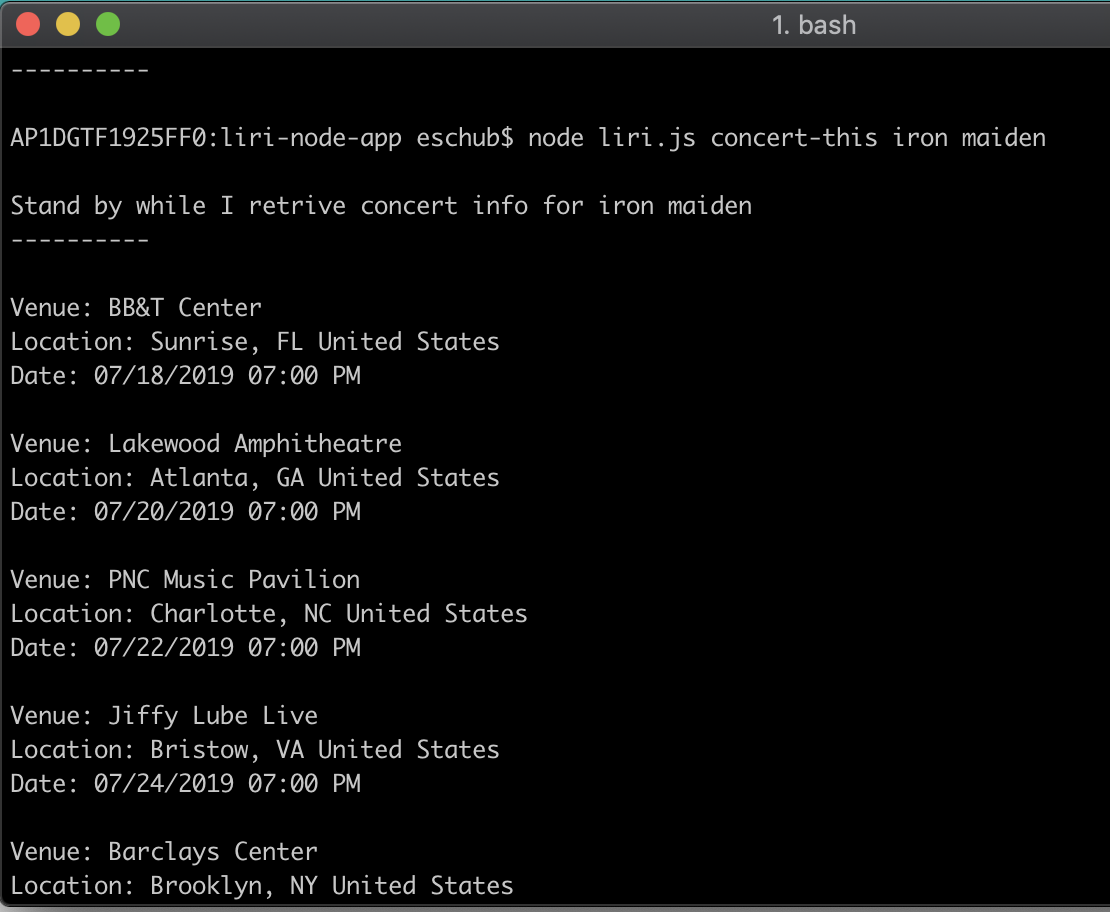 1. bash
----------
AP1DGTF1925FF0:liri-node-app eschub$ node liri.js concert-this iron maiden
Stand by while I retrive concert info for iron maiden
----------
Venue: BB&T Center
Location: Sunrise, FL United States
Date: 07/18/2019 07:00 PM
Venue: Lakewood Amphitheatre
Location: Atlanta, GA United States
Date: 07/20/2019 07:00 PM
Venue: PNC Music Pavilion
Location: Charlotte, NC United States
Date: 07/22/2019 07:00 PM
Venue: Jiffy Lube Live
Location: Bristow, VA United States
Date: 07/24/2019 07:00 PM
Venue: Barclays Center
Location: Brooklyn, NY United States